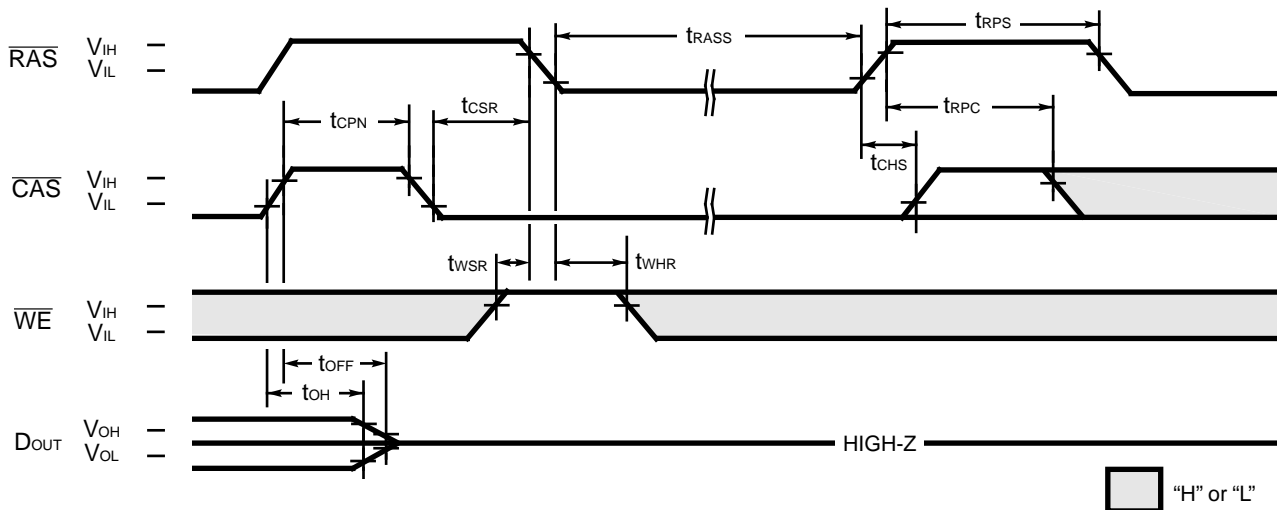 tRPS
RAS VIH
VIL
tRASS
tCSR
tCPN
tRPC
tCHS
CAS VIH
VIL
tWSR
tWHR
WE VIH
VIL
tOFF
tOH
DOUT VOH
VOL
HIGH-Z
“H” or “L”